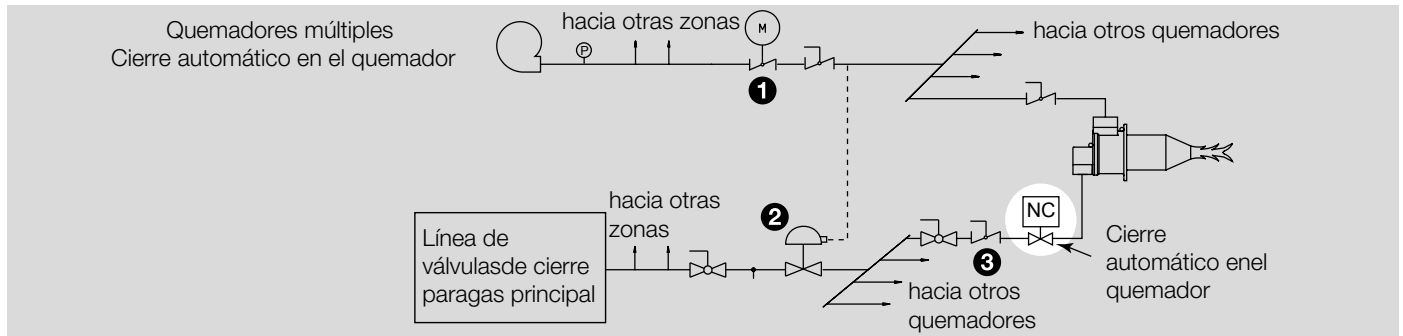 Quemadores múltiples
Cierre automático en el quemador
hacia otras zonas
M
P
hacia otros quemadores
1
hacia otras
zonas
2
NC
Línea de
válvulasde cierre
paragas principal
3
Cierre
automático enel
quemador
hacia otros
quemadores